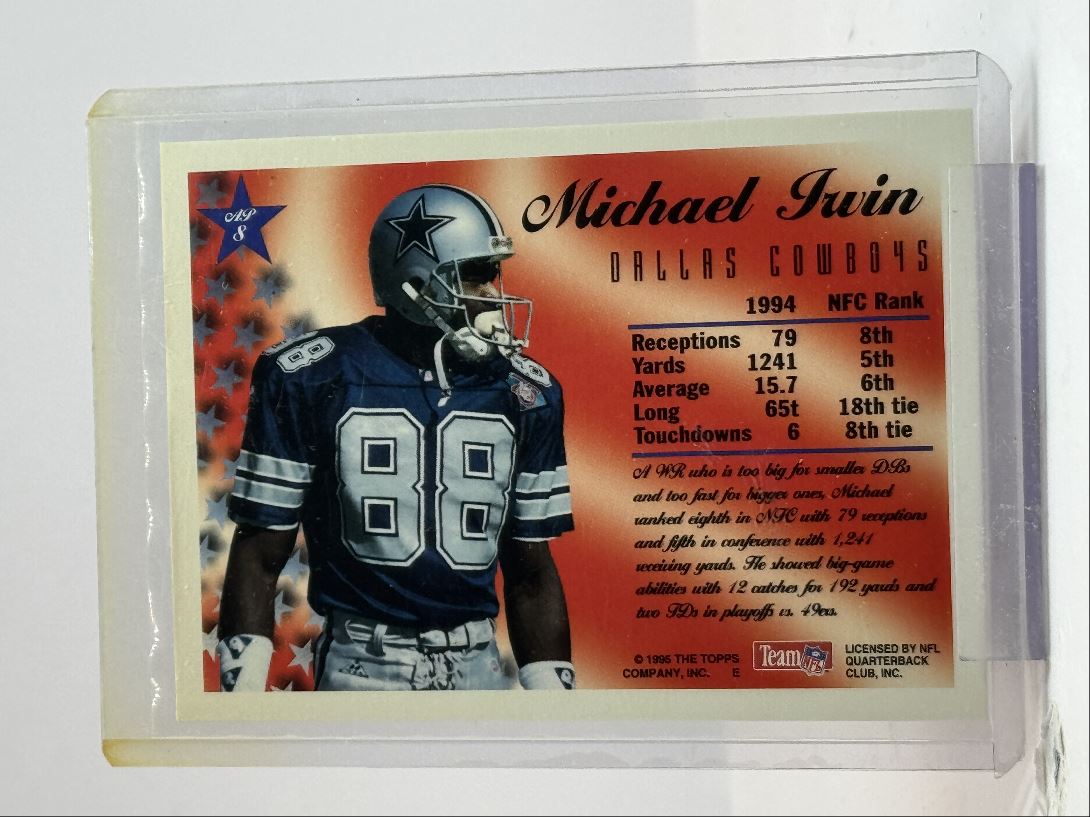 AP
8
Michael Irvin
DALLAS COWBOYS
1994 NFC Rank
Receptions 79 8th
Yards 1241 5th
Average 15.7 6th
Long 65t 18th tie
Touchdowns 6 8th tie
A WR who is too big for smaller DBs
and too fast for bigger ones, Michael
ranked eighth in NFC with 79 receptions
and fifth in conference with 1,241
receiving yards. He showed big-game
abilities with 12 catches for 192 yards and
two TDs in playoffs vs. 49ers.
88
88
8
© 1995 THE TOPPS
COMPANY, INC. E
Team NFL
LICENSED BY NFL
QUARTERBACK
CLUB, INC.